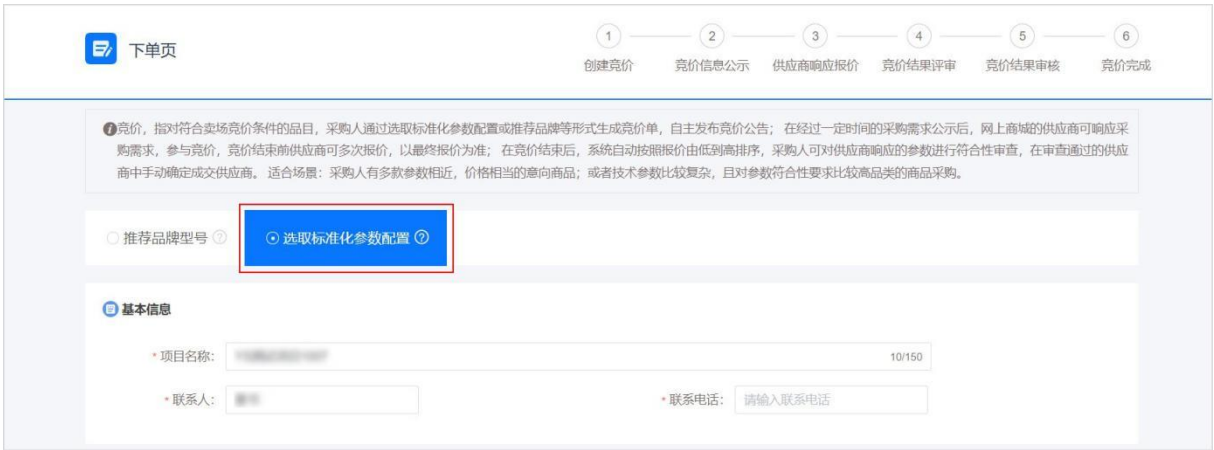 下单页
1 2 3 4 5 6
创建竞价 竞价信息公示 供应商响应报价 竞价结果评审 竞价结果审核 竞价完成
竞价，指对符合卖场竞价条件的品目，采购人通过选取标准化参数配置或推荐品牌等形式生成竞价单，自主发布竞价公告；在经过一定时间的采购需求公示后，网上商城的供应商可响应采
购需求，参与竞价，竞价结束前供应商可多次报价，以最终报价为准；在竞价结束后，系统自动按照报价由低到高排序，采购人可对供应商响应的参数进行符合性审查，在审查通过的供应
商中手动确定成交供应商。适合场景：采购人有多款参数相近，价格相当的意向商品；或者技术参数比较复杂，且对参数符合性要求比较高品类的商品采购。
推荐品牌型号 ? 选取标准化参数配置 ?
基本信息
*项目名称： 10/150
*联系人： *联系电话： 请输入联系电话